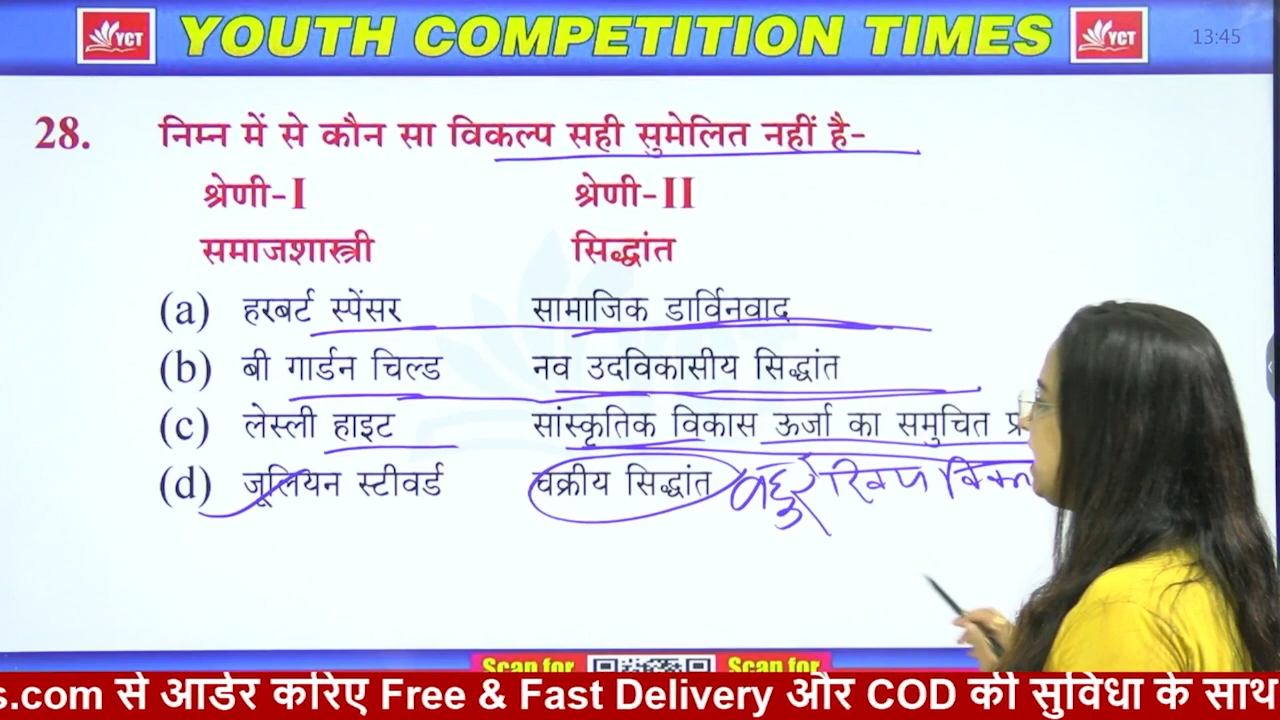 YCT YOUTH COMPETITION TIMES YCT 13:45
28. निम्न में से कौन सा विकल्प सही सुमेलित नहीं है-
श्रेणी-I श्रेणी-II
समाजशास्त्री सिद्धांत
(a) हरबर्ट स्पेंसर सामाजिक डार्विनवाद
(b) बी गार्डन चिल्ड नव उदविकासीय सिद्धांत
(c) लेस्ली हाइट सांस्कृतिक विकास ऊर्जा का समुचित
(d) जूलियन स्टीवर्ड चक्रीय सिद्धांत
Scan for Scan for
s.com से आर्डर करिए Free & Fast Delivery और COD की सुविधा के साथ